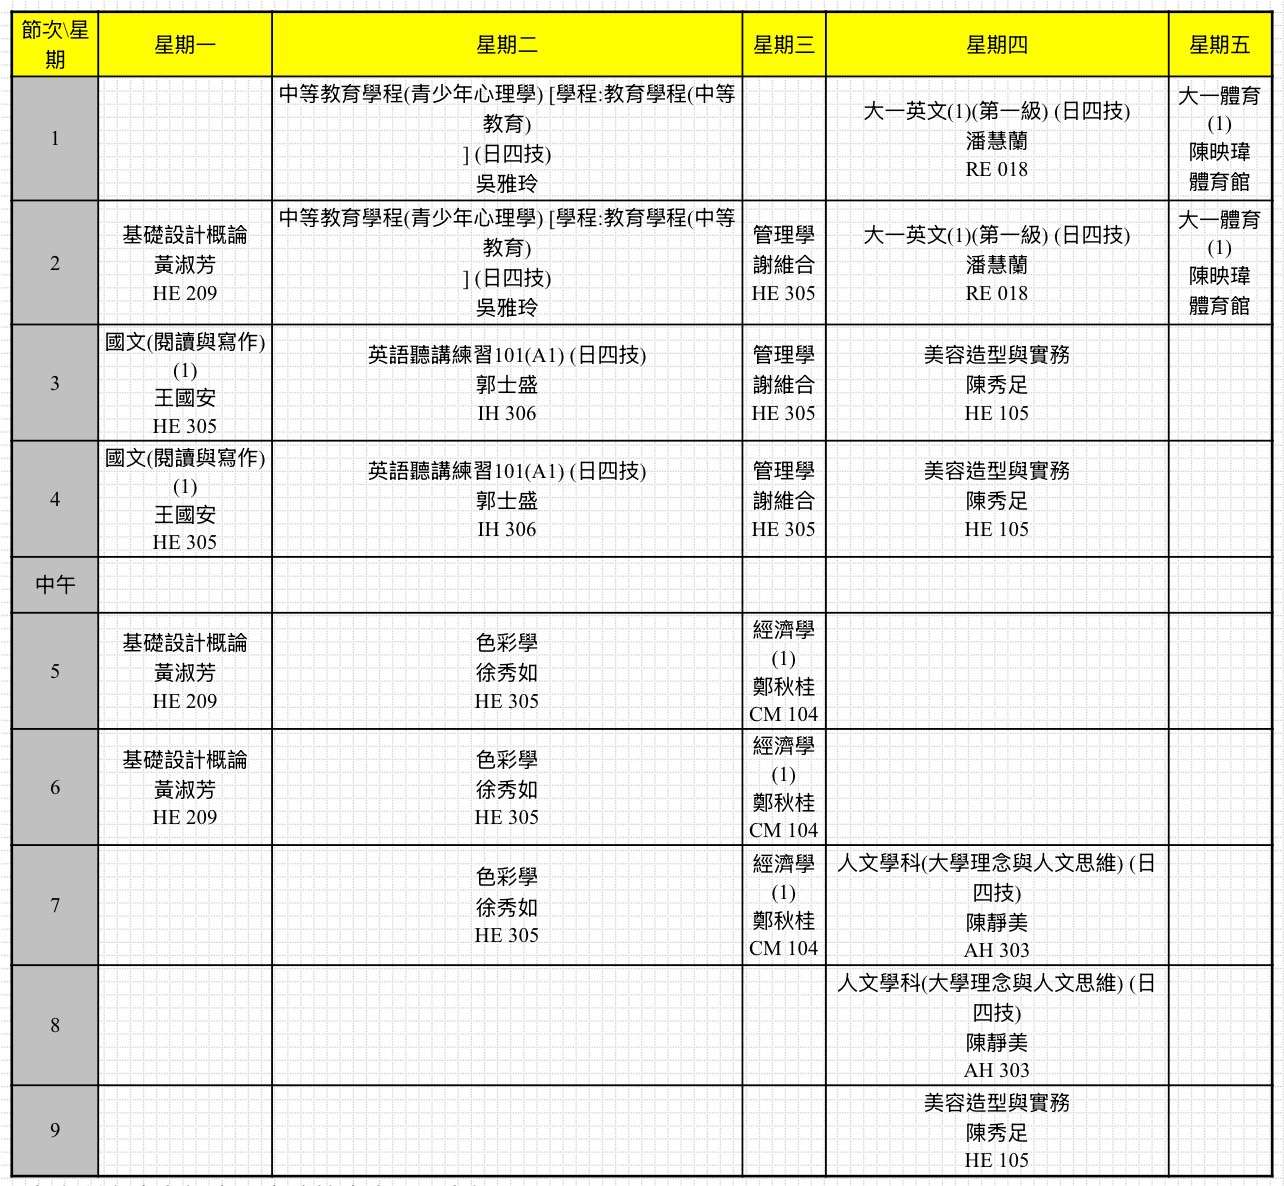 節次\星期
星期一
星期二
星期三
星期四
星期五
1
中等教育學程(青少年心理學) [學程:教育學程(中等
教育)
] (日四技)
吳雅玲
大一英文(1)(第一級) (日四技)
潘慧蘭
RE 018
大一體育
(1)
陳映瑋
體育館
2
基礎設計概論
黃淑芳
HE 209
中等教育學程(青少年心理學) [學程:教育學程(中等
教育)
] (日四技)
吳雅玲
管理學
謝維合
HE 305
大一英文(1)(第一級) (日四技)
潘慧蘭
RE 018
大一體育
(1)
陳映瑋
體育館
3
國文(閱讀與寫作)
(1)
王國安
HE 305
英語聽講練習101(A1) (日四技)
郭士盛
IH 306
管理學
謝維合
HE 305
美容造型與實務
陳秀足
HE 105
4
國文(閱讀與寫作)
(1)
王國安
HE 305
英語聽講練習101(A1) (日四技)
郭士盛
IH 306
管理學
謝維合
HE 305
美容造型與實務
陳秀足
HE 105
中午
5
基礎設計概論
黃淑芳
HE 209
色彩學
徐秀如
HE 305
經濟學
(1)
鄭秋桂
CM 104
6
基礎設計概論
黃淑芳
HE 209
色彩學
徐秀如
HE 305
經濟學
(1)
鄭秋桂
CM 104
7
色彩學
徐秀如
HE 305
經濟學
(1)
鄭秋桂
CM 104
人文學科(大學理念與人文思維) (日
四技)
陳靜美
AH 303
8
人文學科(大學理念與人文思維) (日
四技)
陳靜美
AH 303
9
美容造型與實務
陳秀足
HE 105